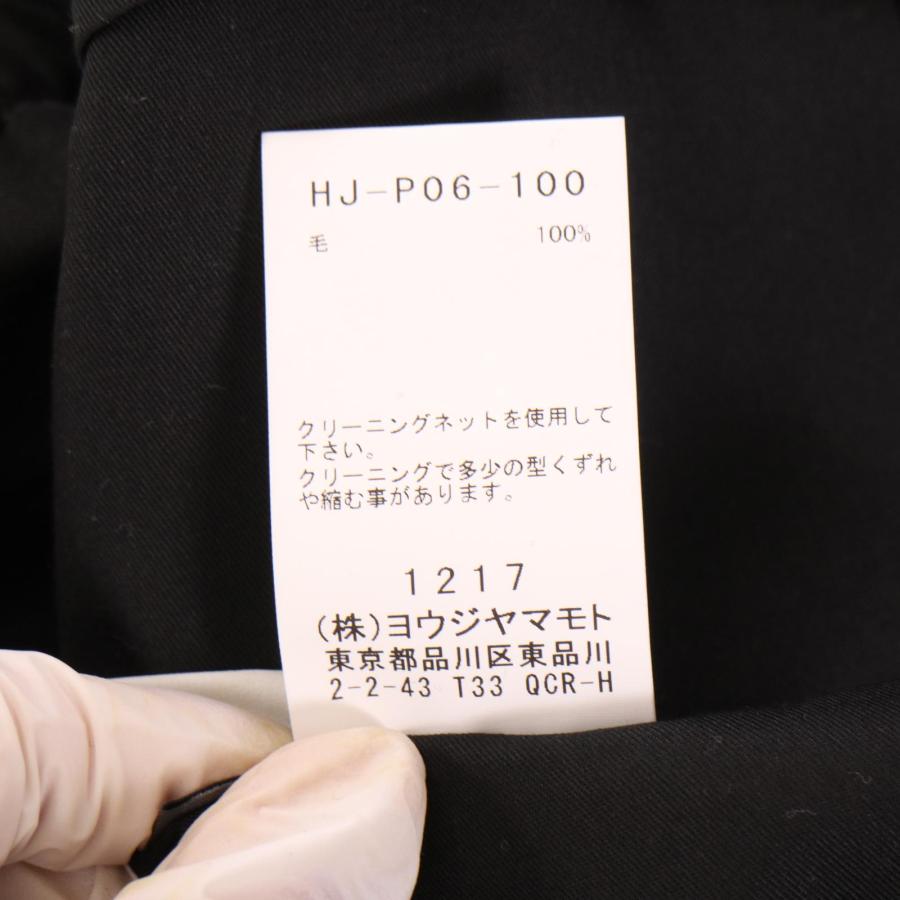 HJ-P06-100
毛 100%
クリーニングネットを使用して
下さい。
クリーニングで多少の型くずれ
や縮む事があります。
1217
(株)ヨウジヤマモト
東京都品川区東品川
2-2-43 T33 QCR-H